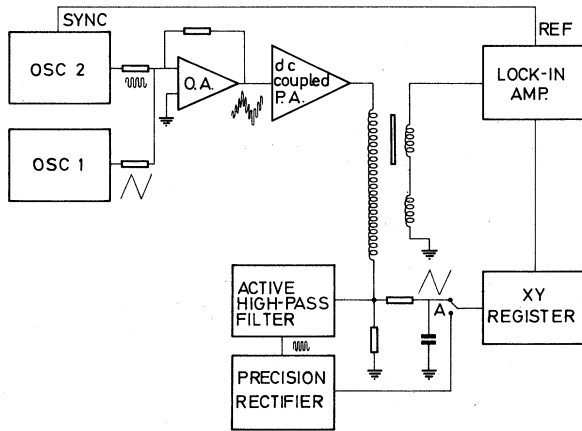 SYNC
REF
OSC 2
O.A.
dc
coupled
P.A.
LOCK-IN
AMP.
OSC 1
ACTIVE
HIGH-PASS
FILTER
A
XY
REGISTER
PRECISION
RECTIFIER